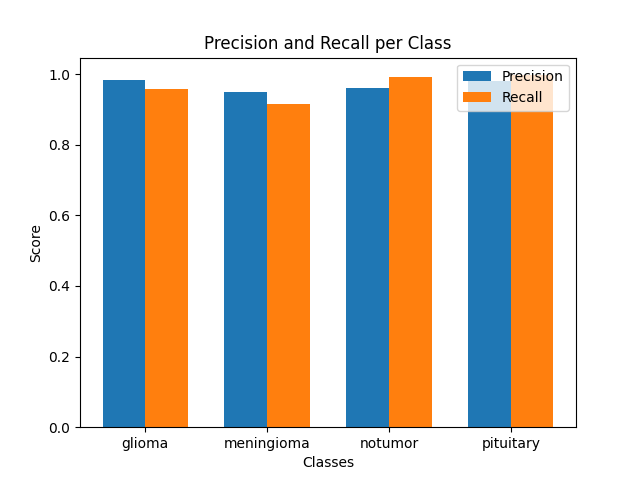 Precision and Recall per Class
Precision
Recall
1.0
0.8
0.6
0.4
0.2
0.0
Score
glioma meningioma notumor pituitary
Classes